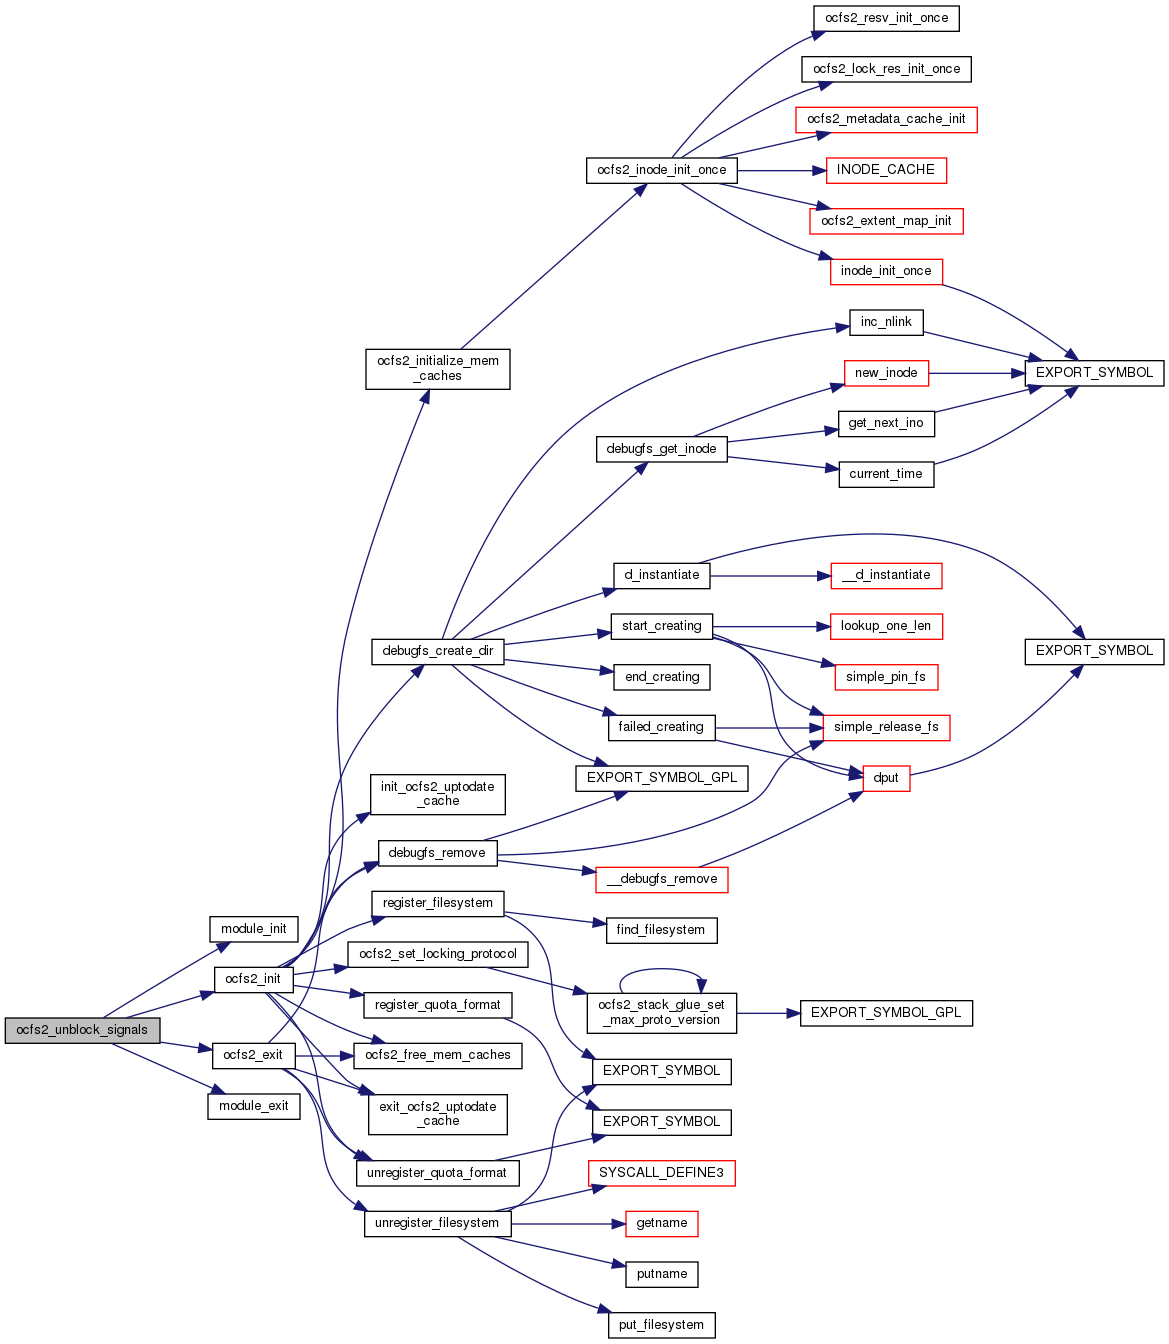 ocfs2_resv_init_once
ocfs2_lock_res_init_once
ocfs2_metadata_cache_init
ocfs2_inode_init_once
INODE_CACHE
ocfs2_extent_map_init
inode_init_once
inc_nlink
ocfs2_initialize_mem
_caches
new_inode
EXPORT_SYMBOL
get_next_ino
debugfs_get_inode
current_time
d_instantiate
__d_instantiate
start_creating
lookup_one_len
debugfs_create_dir
EXPORT_SYMBOL
end_creating
simple_pin_fs
failed_creating
simple_release_fs
EXPORT_SYMBOL_GPL
dput
init_ocfs2_uptodate
_cache
debugfs_remove
__debugfs_remove
register_filesystem
module_init
find_filesystem
ocfs2_set_locking_protocol
ocfs2_init
register_quota_format
ocfs2_stack_glue_set
_max_proto_version
EXPORT_SYMBOL_GPL
ocfs2_unblock_signals
ocfs2_exit
ocfs2_free_mem_caches
EXPORT_SYMBOL
module_exit
exit_ocfs2_uptodate
_cache
EXPORT_SYMBOL
unregister_quota_format
SYSCALL_DEFINE3
unregister_filesystem
getname
putname
put_filesystem